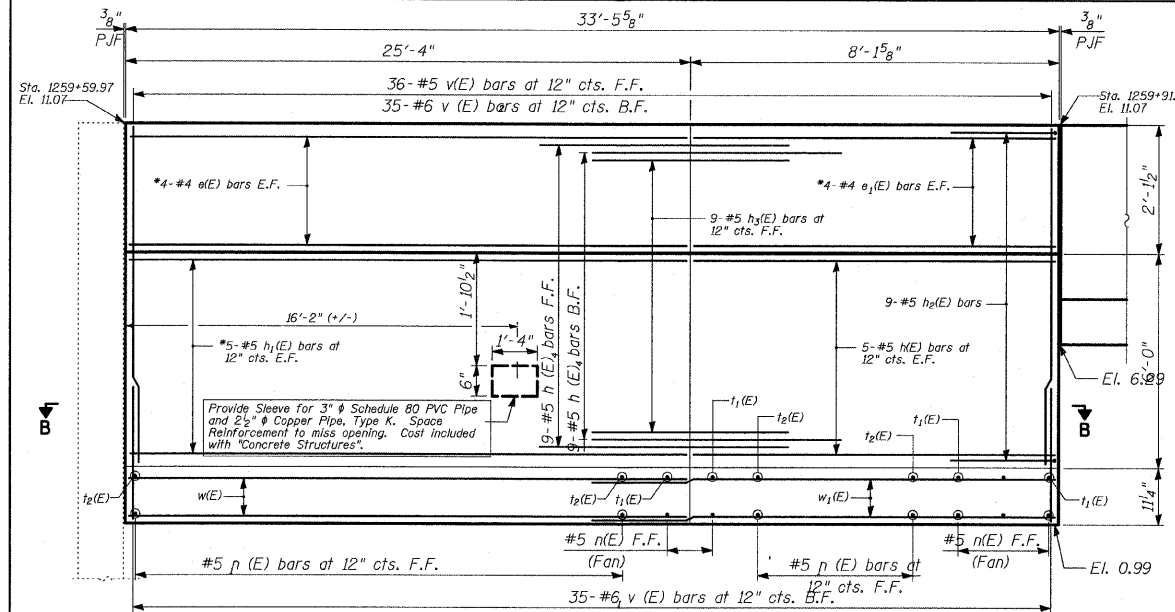 3/8"
PJF
33'-5 5/8"
3/8"
PJF
25'-4"
8'-1 5/8"
Sta. 1259+59.97
El. 11.07
36-#5 v(E) bars at 12" cts. F.F.
35-#6 v2(E) bars at 12" cts. B.F.
Sta. 1259+91.
El. 11.07
*4-#4 e(E) bars E.F.
*4-#4 e1(E) bars E.F.
2'-1 1/2"
9-#5 h3(E) bars at
12" cts. F.F.
1'-10 1/2"
9-#5 h4(E) bars F.F.
9-#5 h4(E) bars B.F.
9-#5 h2(E) bars
16'-2" (+/-)
1'-4"
*5-#5 h1(E) bars at
12" cts. E.F.
5-#5 h(E) bars at
12" cts. E.F.
6"
El. 6.29
B
Provide Sleeve for 3" ϕ Schedule 80 PVC Pipe
and 2 1/2" ϕ Copper Pipe, Type K. Space
Reinforcement to miss opening. Cost included
with "Concrete Structures".
t1(E)
t2(E)
t2(E)
t1(E)
B
t2(E)
w(E)
t2(E)
t1(E)
w1(E)
t1(E)
11 1/4"
#5 n(E) F.F.
(Fan)
#5 n(E) F.F.
(Fan)
#5 n (E) bars at 12" cts. F.F.
#5 n (E) bars at
12" cts. F.F.
El. 0.99
35-#6 v1(E) bars at 12" cts. B.F.